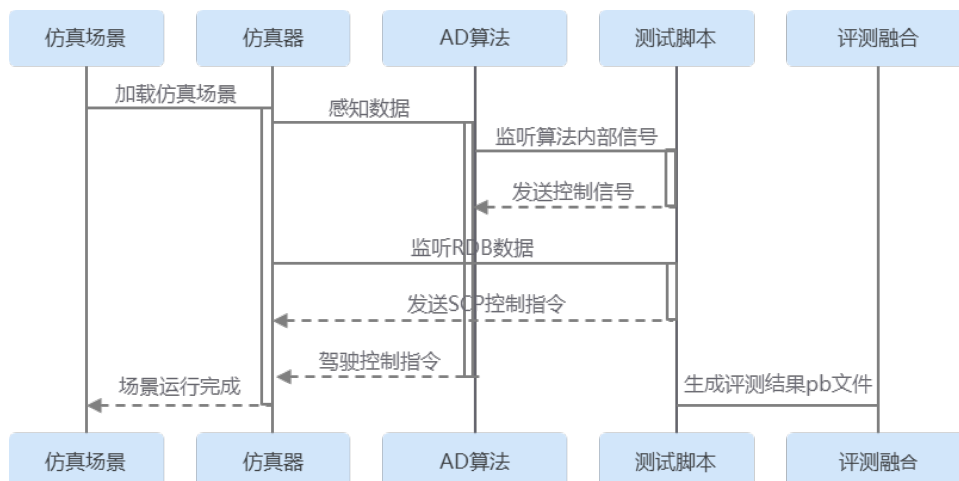 仿真场景
仿真器
AD算法
测试脚本
评测融合
加载仿真场景
感知数据
监听算法内部信号
发送控制信号
监听RDB数据
发送SCP控制指令
驾驶控制指令
生成评测结果pb文件
场景运行完成
仿真场景
仿真器
AD算法
测试脚本
评测融合